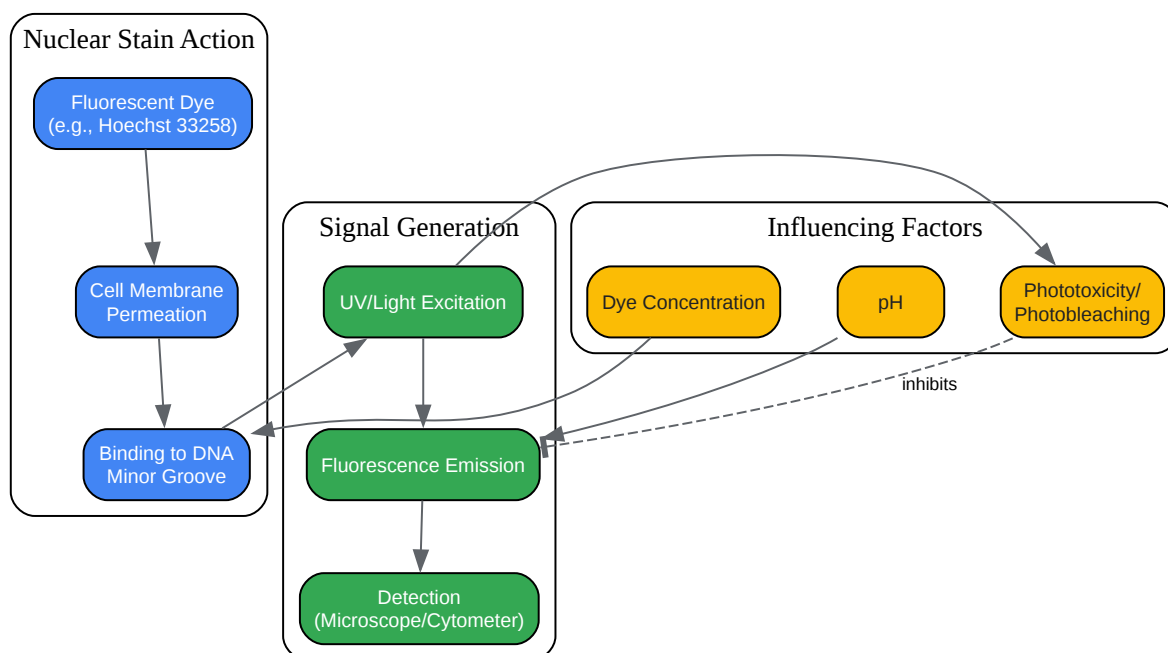 Nuclear Stain Action
Fluorescent Dye
(e.g., Hoechst 33258)
Cell Membrane
Permeation
Binding to DNA
Minor Groove
Signal Generation
UV/Light Excitation
Fluorescence Emission
Detection
(Microscope/Cytometer)
Influencing Factors
Dye Concentration
pH
Phototoxicity/
Photobleaching
inhibits